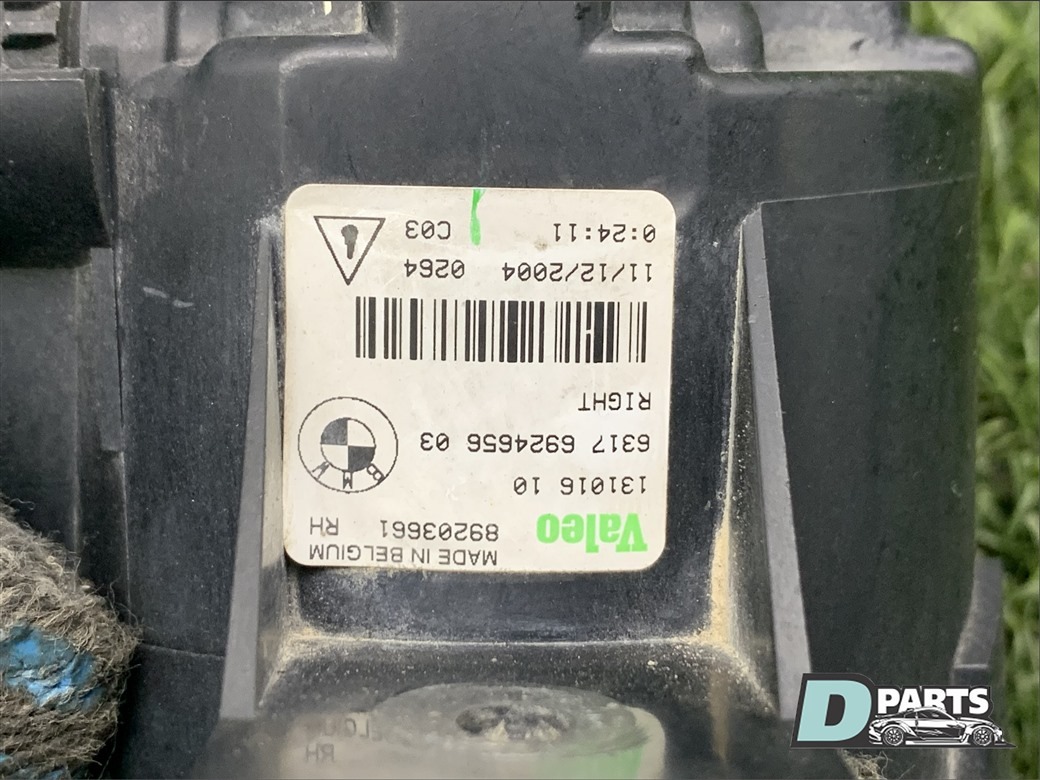 MADE IN BELGIUM
Valeo 89203661 RH
131016 10
6317 6924656 03
BMW
RIGHT
11/12/2004 0264
0:24:11 C03
D PARTS